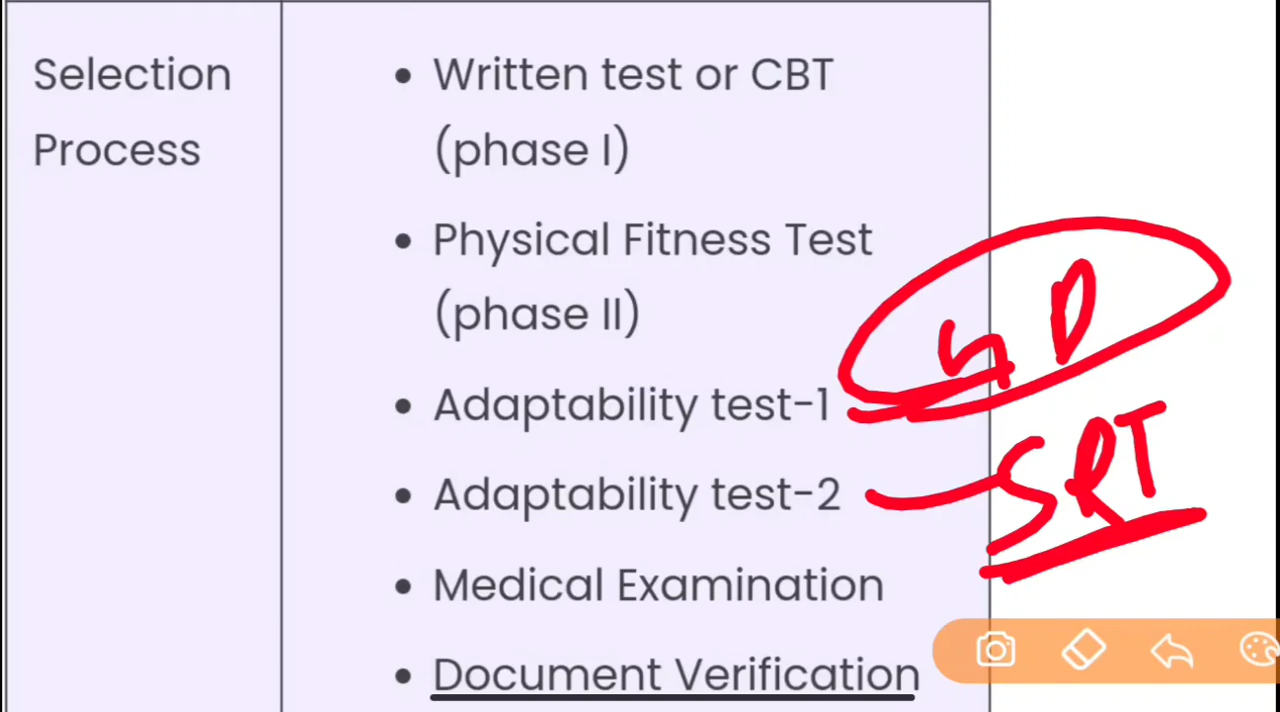 Selection
Process
• Written test or CBT
(phase I)
• Physical Fitness Test
(phase II)
GD
• Adaptability test-1
SRT
• Adaptability test-2
• Medical Examination
• Document Verification